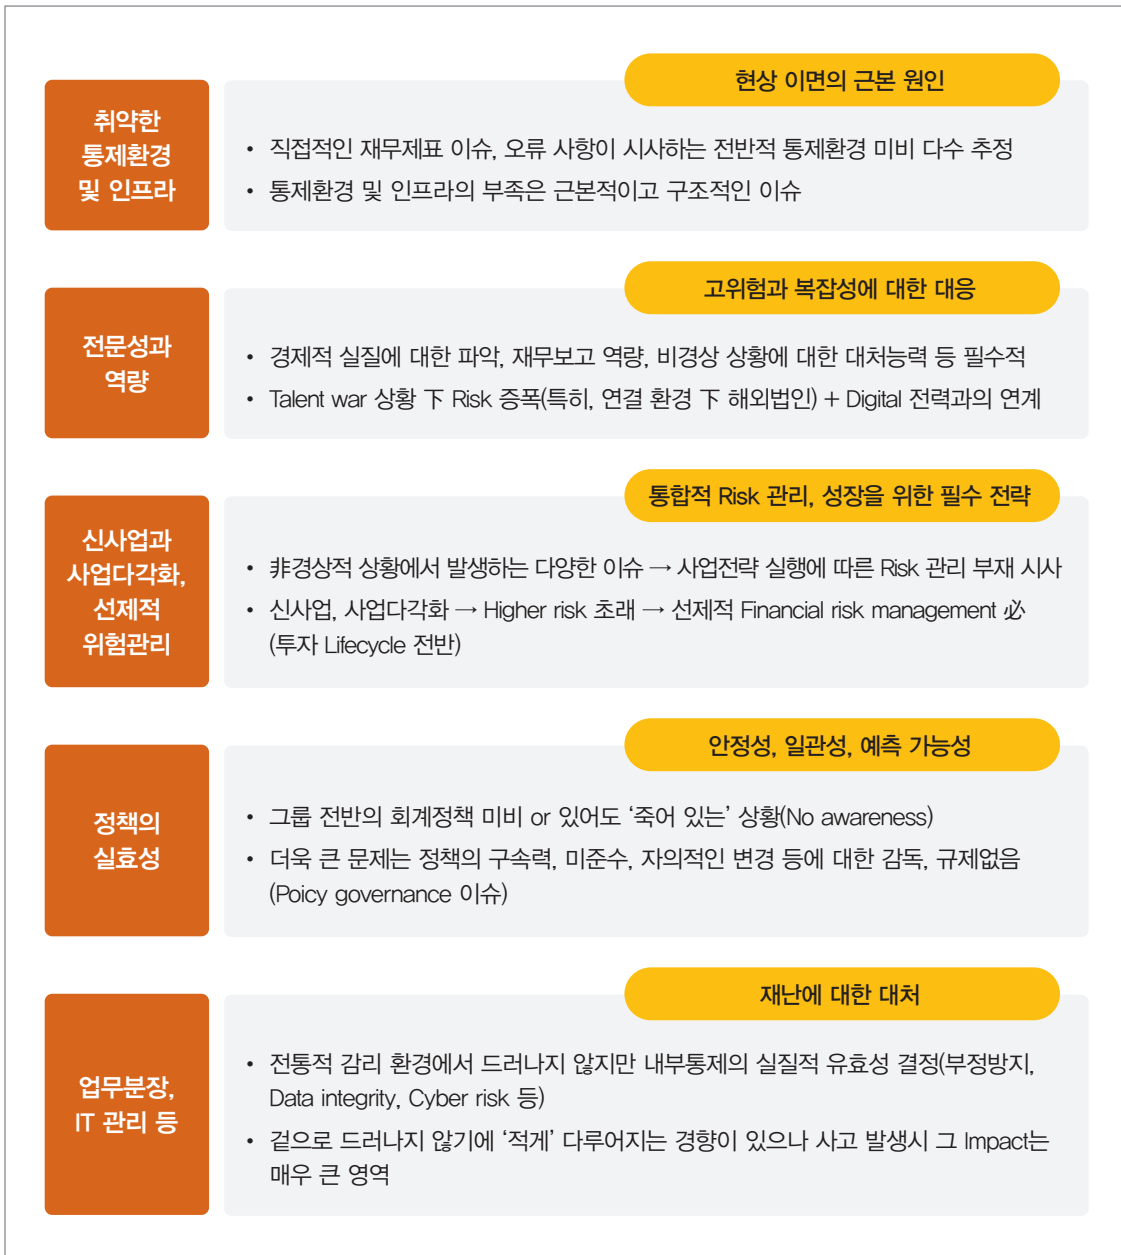 현상 이면의 근본 원인
취약한
통제환경
및 인프라
• 직접적인 재무제표 이슈, 오류 사항이 시사하는 전반적 통제환경 미비 다수 추정
• 통제환경 및 인프라의 부족은 근본적이고 구조적인 이슈
고위험과 복잡성에 대한 대응
전문성과
역량
• 경제적 실질에 대한 파악, 재무보고 역량, 비경상 상황에 대한 대처능력 등 필수적
• Talent war 상황 下 Risk 증폭(특히, 연결 환경 下 해외법인) + Digital 전력과의 연계
통합적 Risk 관리, 성장을 위한 필수 전략
신사업과
사업다각화,
선제적
위험관리
• 非경상적 상황에서 발생하는 다양한 이슈 → 사업전략 실행에 따른 Risk 관리 부재 시사
• 신사업, 사업다각화 → Higher risk 초래 → 선제적 Financial risk management 必
(투자 Lifecycle 전반)
안정성, 일관성, 예측 가능성
정책의
실효성
• 그룹 전반의 회계정책 미비 or 있어도 ‘죽어 있는’ 상황(No awareness)
• 더욱 큰 문제는 정책의 구속력, 미준수, 자의적인 변경 등에 대한 감독, 규제없음
(Poicy governance 이슈)
재난에 대한 대처
업무분장,
IT 관리 등
• 전통적 감리 환경에서 드러나지 않지만 내부통제의 실질적 유효성 결정(부정방지,
Data integrity, Cyber risk 등)
• 겉으로 드러나지 않기에 ‘적게’ 다루어지는 경향이 있으나 사고 발생시 그 Impact는
매우 큰 영역